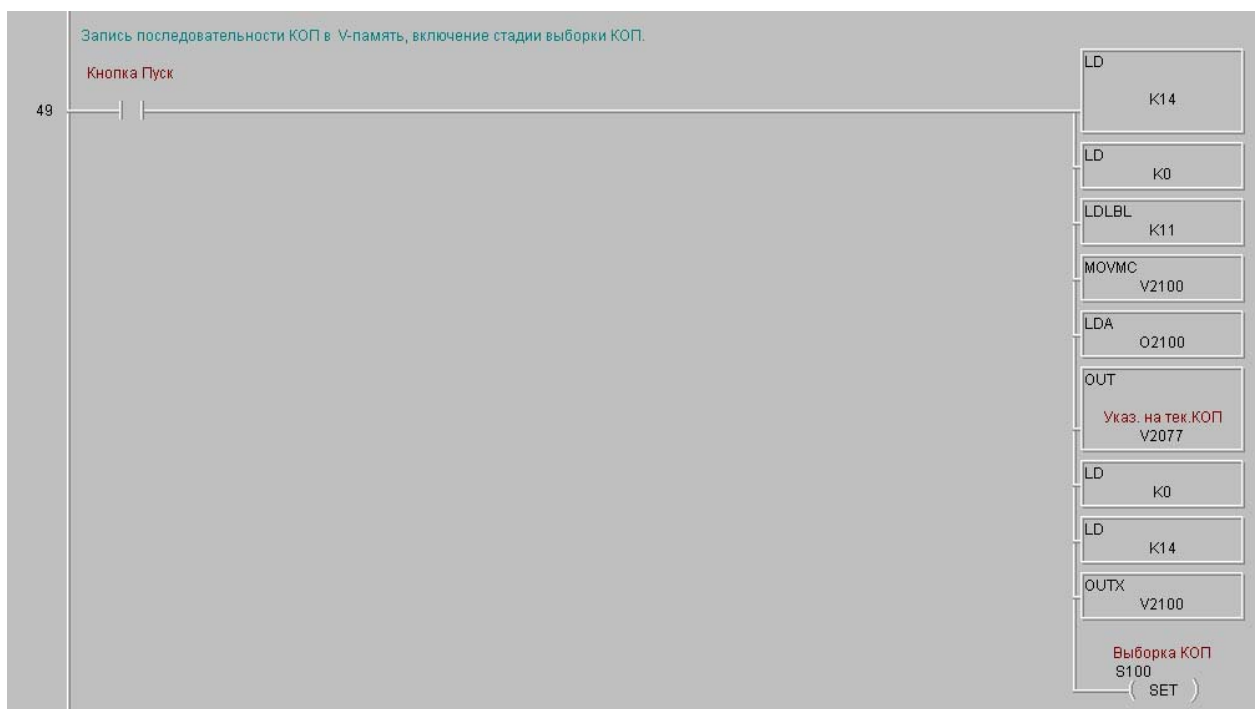 Запись последовательности КОП в V-память, включение стадии выборки КОП.
Кнопка Пуск
49
LD
K14
LD
K0
LDLBL
K11
MOVMC
V2100
LDA
O2100
OUT
Указ. на тек.КОП
V2077
LD
K0
LD
K14
OUTX
V2100
Выборка КОП
S100
( SET )